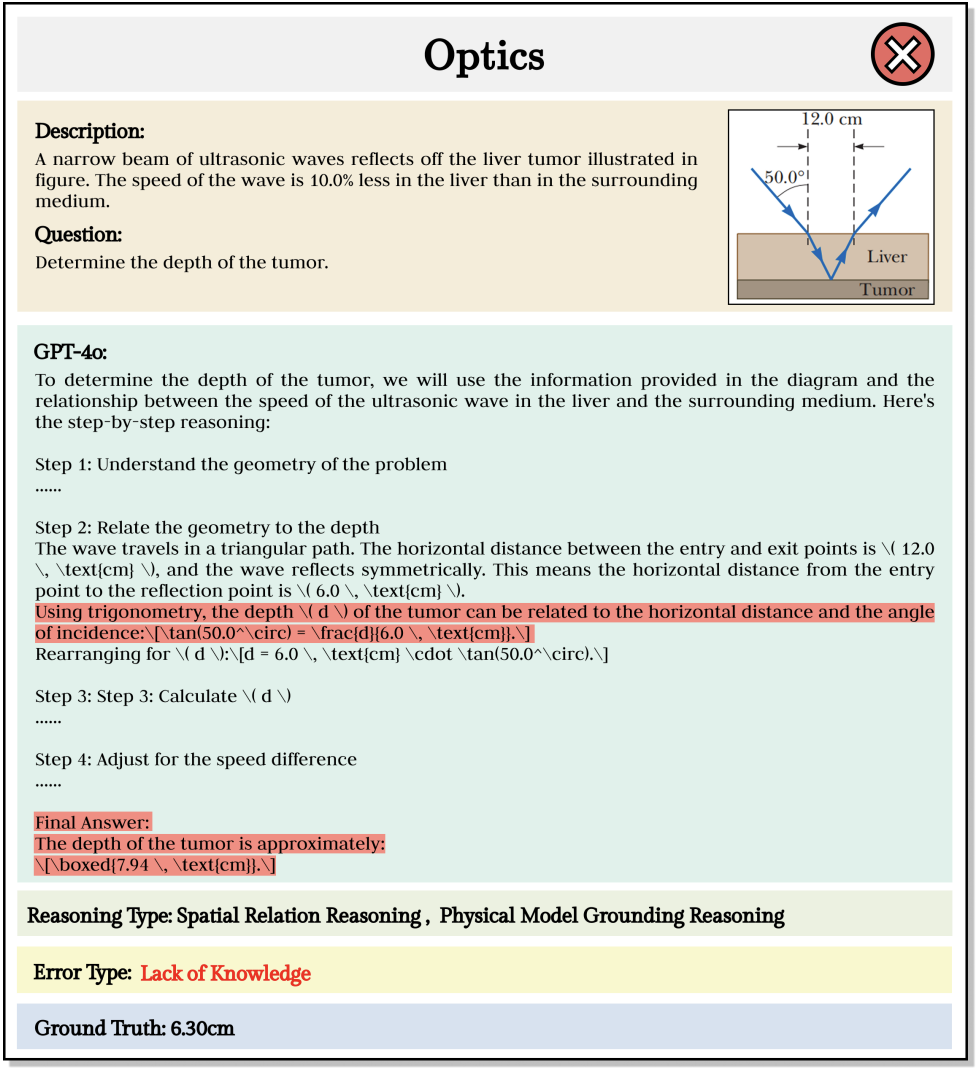 Optics
Description:
A narrow beam of ultrasonic waves reflects off the liver tumor illustrated in
figure. The speed of the wave is 10.0% less in the liver than in the surrounding
medium.
Question:
Determine the depth of the tumor.
12.0 cm
50.0°
Liver
Tumor
GPT-4o:
To determine the depth of the tumor, we will use the information provided in the diagram and the
relationship between the speed of the ultrasonic wave in the liver and the surrounding medium. Here's
the step-by-step reasoning:
Step 1: Understand the geometry of the problem
......
Step 2: Relate the geometry to the depth
The wave travels in a triangular path. The horizontal distance between the entry and exit points is \( 12.0
\, \text{cm} \), and the wave reflects symmetrically. This means the horizontal distance from the entry
point to the reflection point is \( 6.0 \, \text{cm} \).
Using trigonometry, the depth \( d \) of the tumor can be related to the horizontal distance and the angle
of incidence:\[\tan(50.0^\circ) = \frac{d}{6.0 \, \text{cm}}.\]
Rearranging for \( d \):\[d = 6.0 \, \text{cm} \cdot \tan(50.0^\circ).\]
Step 3: Step 3: Calculate \( d \)
......
Step 4: Adjust for the speed difference
......
Final Answer:
The depth of the tumor is approximately:
\[\boxed{7.94 \, \text{cm}}.\]
Reasoning Type: Spatial Relation Reasoning , Physical Model Grounding Reasoning
Error Type: Lack of Knowledge
Ground Truth: 6.30cm